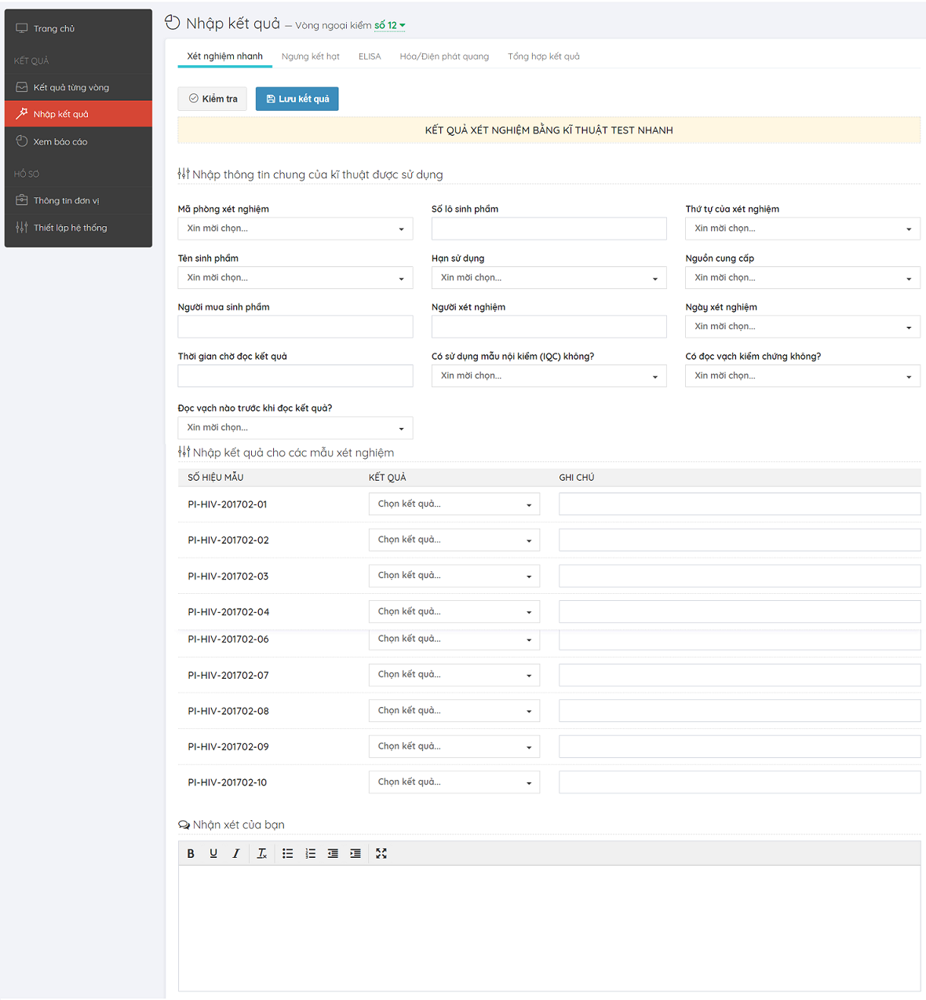 Trang chủ
KẾT QUẢ
Kết quả từng vòng
Nhập kết quả
Xem báo cáo
HỒ SƠ
Thông tin đơn vị
Thiết lập hệ thống
Nhập kết quả — Vòng ngoại kiểm số 12
Xét nghiệm nhanh Ngưng kết hạt ELISA Hóa/Điện phát quang Tổng hợp kết quả
Kiểm tra Lưu kết quả
KẾT QUẢ XÉT NGHIỆM BẰNG KĨ THUẬT TEST NHANH
Nhập thông tin chung của kĩ thuật được sử dụng
Mã phòng xét nghiệm Số lô sinh phẩm Thứ tự của xét nghiệm
Xin mời chọn... Xin mời chọn...
Tên sinh phẩm Hạn sử dụng Nguồn cung cấp
Xin mời chọn... Xin mời chọn... Xin mời chọn...
Người mua sinh phẩm Người xét nghiệm Ngày xét nghiệm
Xin mời chọn...
Thời gian chờ đọc kết quả Có sử dụng mẫu nội kiểm (IQC) không? Có đọc vạch kiểm chứng không?
Xin mời chọn... Xin mời chọn...
Đọc vạch nào trước khi đọc kết quả?
Xin mời chọn...
Nhập kết quả cho các mẫu xét nghiệm
SỐ HIỆU MẪU KẾT QUẢ GHI CHÚ
PI-HIV-201702-01 Chọn kết quả...
PI-HIV-201702-02 Chọn kết quả...
PI-HIV-201702-03 Chọn kết quả...
PI-HIV-201702-04 Chọn kết quả...
PI-HIV-201702-06 Chọn kết quả...
PI-HIV-201702-07 Chọn kết quả...
PI-HIV-201702-08 Chọn kết quả...
PI-HIV-201702-09 Chọn kết quả...
PI-HIV-201702-10 Chọn kết quả...
Nhận xét của bạn
B U I Tx